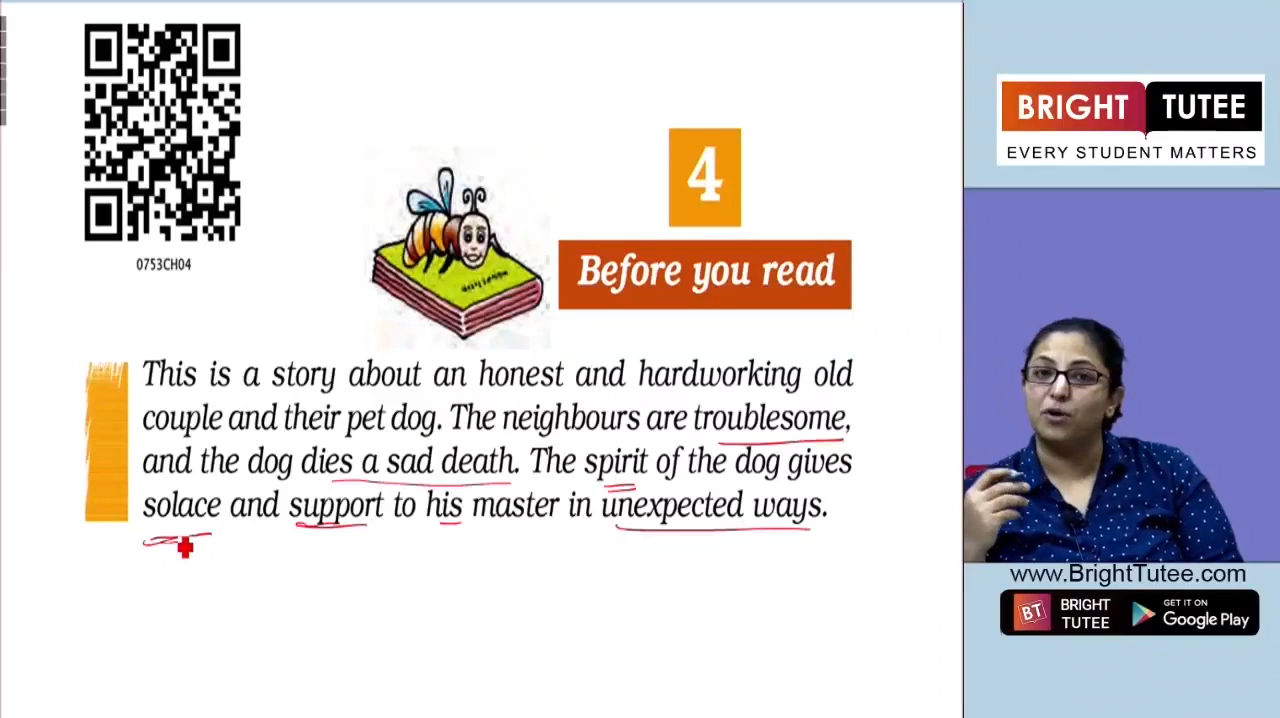 0753CH04
4
Before you read
This is a story about an honest and hardworking old
couple and their pet dog. The neighbours are troublesome,
and the dog dies a sad death. The spirit of the dog gives
solace and support to his master in unexpected ways.
BRIGHT TUTEE
EVERY STUDENT MATTERS
www.BrightTutee.com
BT
BRIGHT
TUTEE
GET IT ON
Google Play